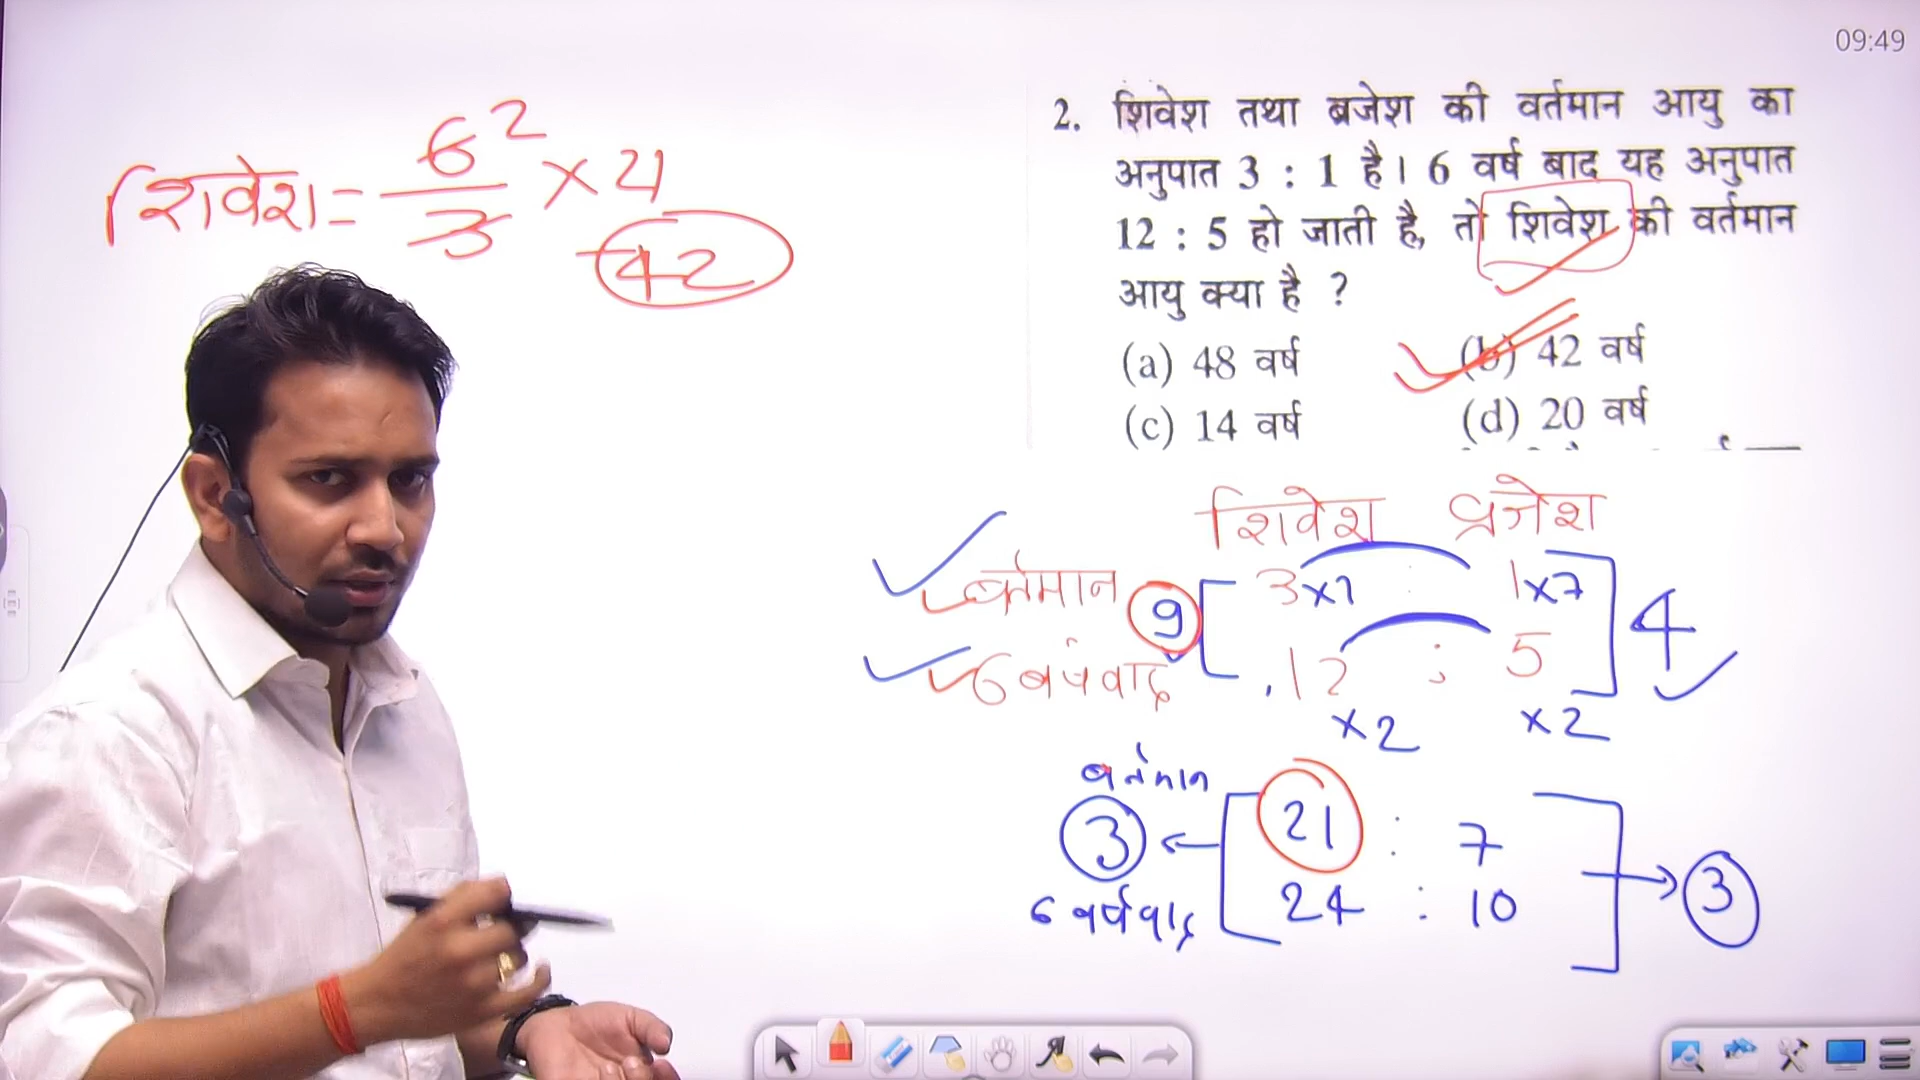 09:49
2. शिवेश तथा ब्रजेश की वर्तमान आयु का
अनुपात 3 : 1 है। 6 वर्ष बाद यह अनुपात
12 : 5 हो जाती है, तो शिवेश की वर्तमान
आयु क्या है ?
(a) 48 वर्ष (b) 42 वर्ष
(c) 14 वर्ष (d) 20 वर्ष
शिवेश = 6 2 / 3 × 21
42
शिवेश व्रजेश
वर्तमान 9 3×7 : 1×7 4
6 वर्षवाद .12 : 5
×2 ×2
वर्तमान
3 ← 21 : 7
→ 3
6 वर्षवाद 24 : 10